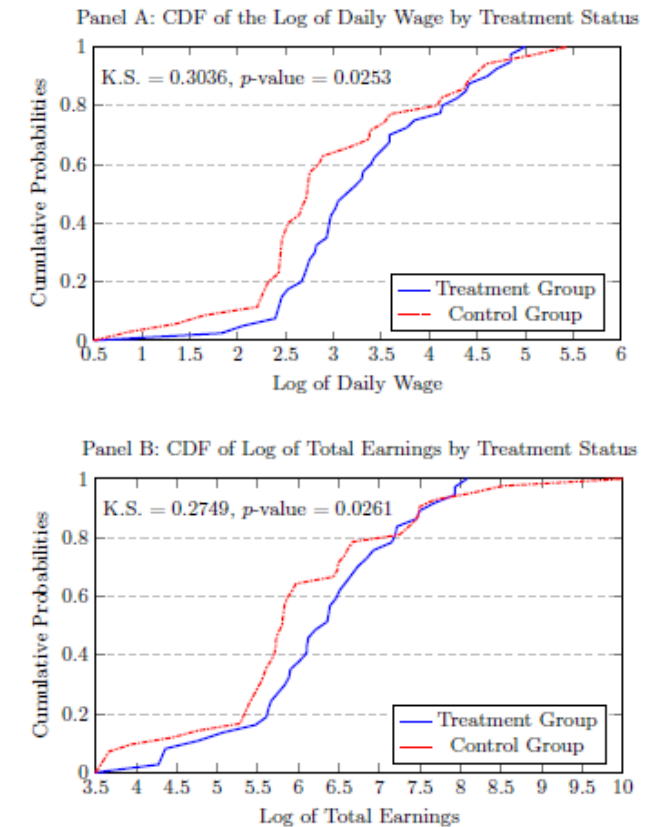 Panel A: CDF of the Log of Daily Wage by Treatment Status
1
K.S. = 0.3036, p-value = 0.0253
0.8
0.6
0.4
0.2
0
Cumulative Probabilities
Treatment Group
Control Group
0.5 1 1.5 2 2.5 3 3.5 4 4.5 5 5.5 6
Log of Daily Wage
Panel B: CDF of Log of Total Earnings by Treatment Status
1
K.S. = 0.2749, p-value = 0.0261
0.8
0.6
0.4
0.2
0
Cumulative Probabilities
Treatment Group
Control Group
3.5 4 4.5 5 5.5 6 6.5 7 7.5 8 8.5 9 9.5 10
Log of Total Earnings